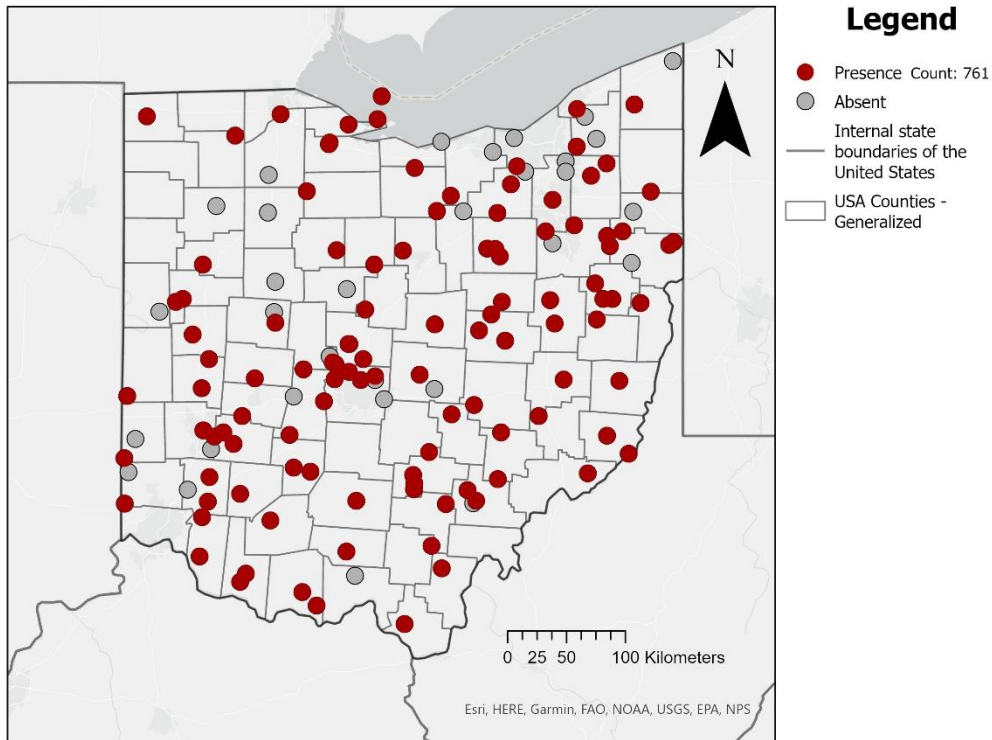 Legend
Presence Count: 761
Absent
Internal state
boundaries of the
United States
USA Counties -
Generalized
N
0 25 50 100 Kilometers
Esri, HERE, Garmin, FAO, NOAA, USGS, EPA, NPS